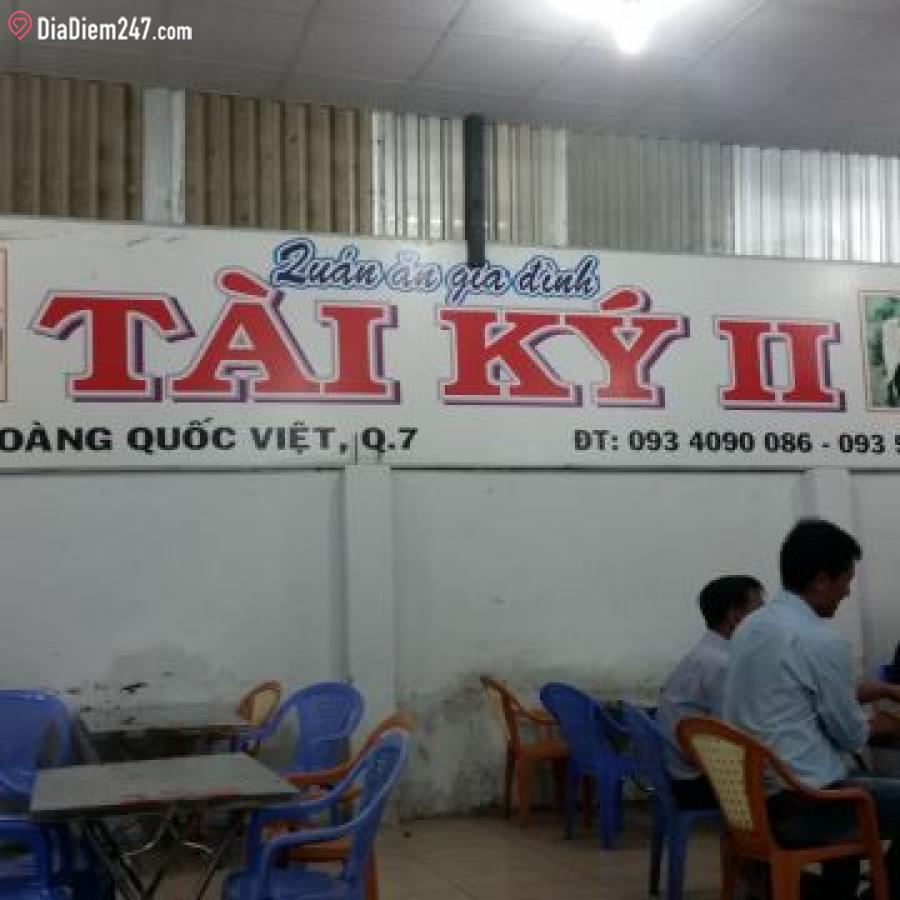 DiaDiem247.com
Quán ăn gia đình
TÀI KÝ II
OÀNG QUỐC VIỆT, Q.7
ĐT: 093 4090 086 - 093